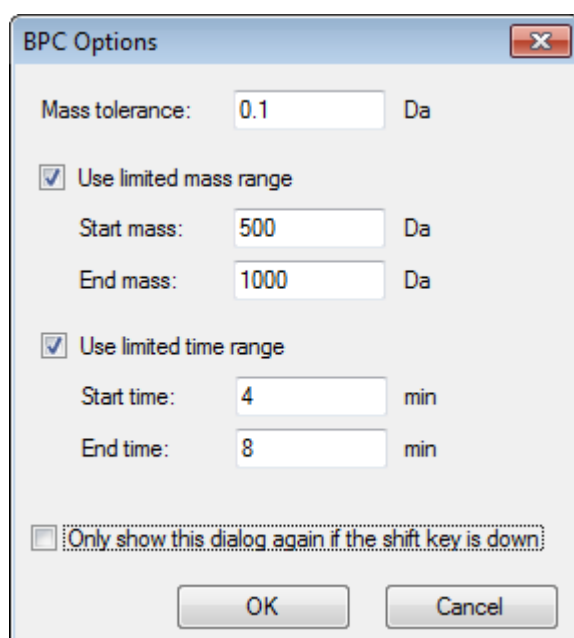 BPC Options
Mass tolerance: 0.1 Da
Use limited mass range
Start mass: 500 Da
End mass: 1000 Da
Use limited time range
Start time: 4 min
End time: 8 min
Only show this dialog again if the shift key is down
OK Cancel